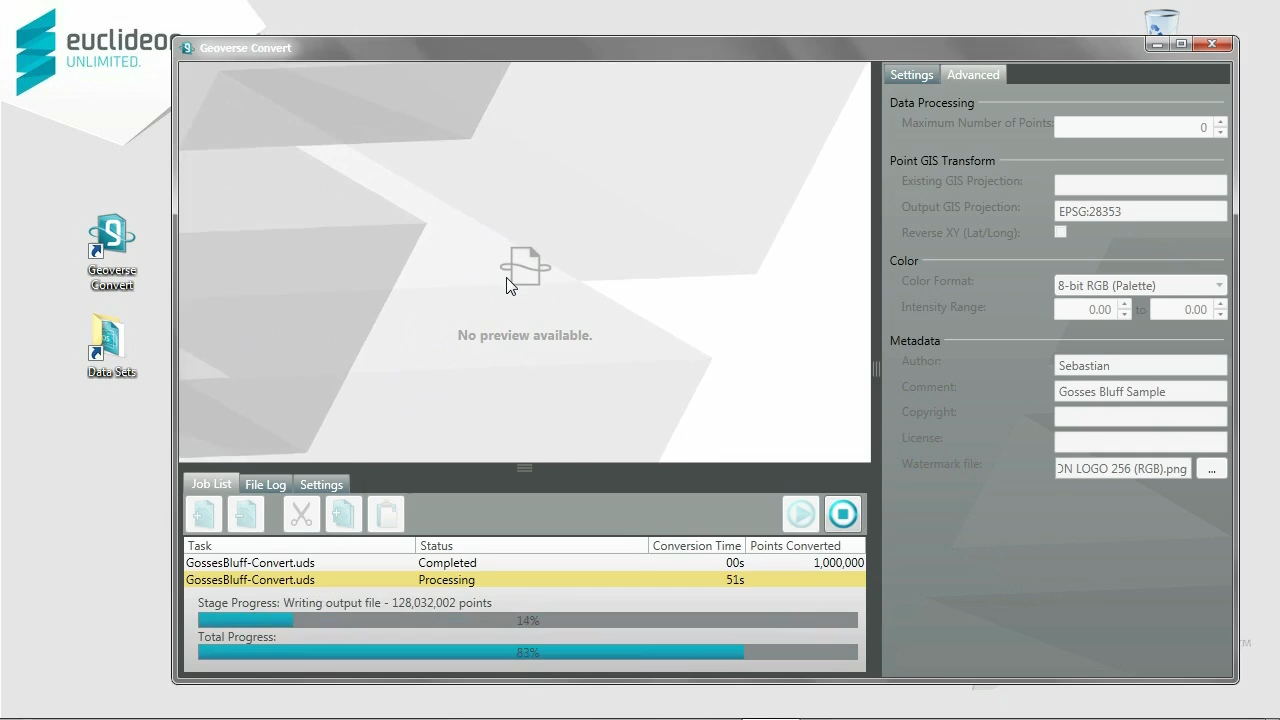 euclideon
UNLIMITED.
Geoverse Convert
Geoverse
Convert
Data Sets
No preview available.
Settings Advanced
Data Processing
Maximum Number of Points: 0
Point GIS Transform
Existing GIS Projection:
Output GIS Projection: EPSG:28353
Reverse XY (Lat/Long):
Color
Color Format: 8-bit RGB (Palette)
Intensity Range: 0.00 to 0.00
Metadata
Author: Sebastian
Comment: Gosses Bluff Sample
Copyright:
License:
Watermark file: ON LOGO 256 (RGB).png ...
Job List File Log Settings
Task Status Conversion Time Points Converted
GossesBluff-Convert.uds Completed 00s 1,000,000
GossesBluff-Convert.uds Processing 51s
Stage Progress: Writing output file - 128,032,002 points
14%
Total Progress:
83%
TM